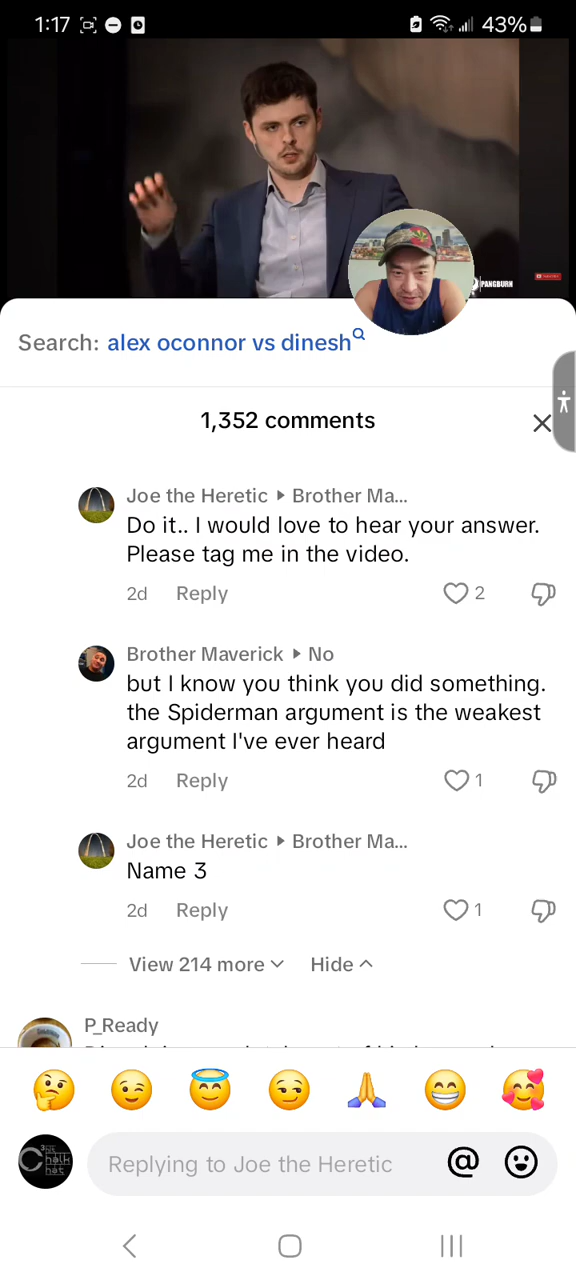 1:17
43%
PANGBURN
Search: alex oconnor vs dinesh
1,352 comments
Joe the Heretic Brother Ma...
Do it.. I would love to hear your answer.
Please tag me in the video.
2d Reply 2
Brother Maverick No
but I know you think you did something.
the Spiderman argument is the weakest
argument I've ever heard
2d Reply 1
Joe the Heretic Brother Ma...
Name 3
2d Reply 1
View 214 more Hide
P_Ready
Replying to Joe the Heretic @